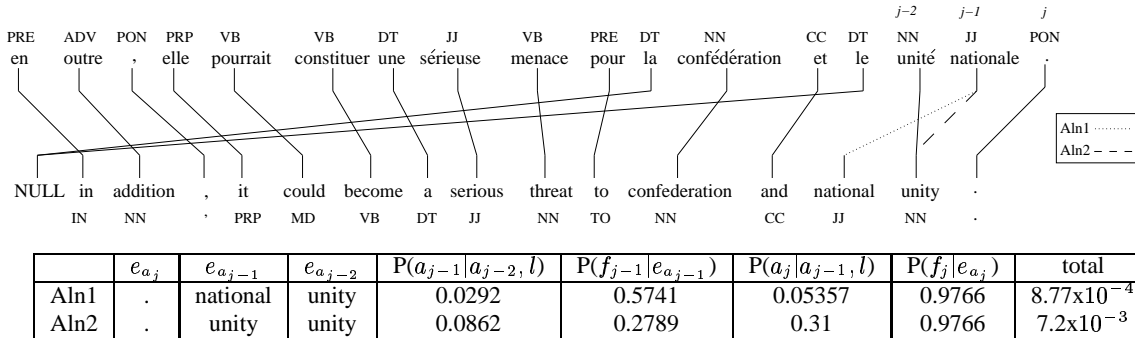 j–2 j–1 j
PRE ADV PON PRP VB VB DT JJ VB PRE DT NN CC DT NN JJ PON
en outre , elle pourrait constituer une sérieuse menace pour la confédération et le unité nationale .
Aln1
Aln2
NULL in addition , it could become a serious threat to confederation and national unity .
IN NN , PRP MD VB DT JJ NN TO NN CC JJ NN .
e_{a_j} e_{a_{j−1}} e_{a_{j−2}} P(a_{j−1}|a_{j−2}, l) P(f_{j−1}|e_{a_{j−1}}) P(a_j|a_{j−1}, l) P(f_j|e_{a_j}) total
Aln1 . national unity 0.0292 0.5741 0.05357 0.9766 8.77x10^{−4}
Aln2 . unity unity 0.0862 0.2789 0.31 0.9766 7.2x10^{−3}